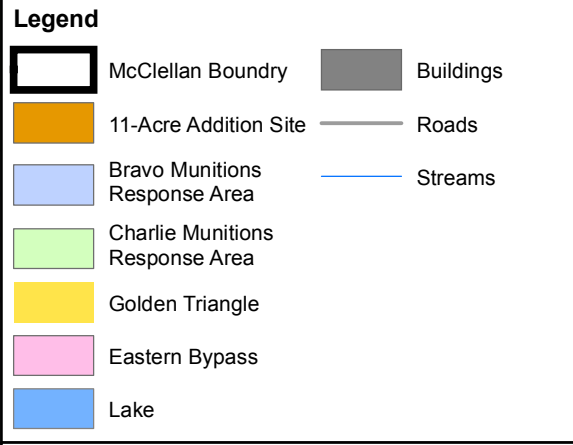 Legend
McClellan Boundry
11-Acre Addition Site
Bravo Munitions
Response Area
Charlie Munitions
Response Area
Golden Triangle
Eastern Bypass
Lake
Buildings
Roads
Streams